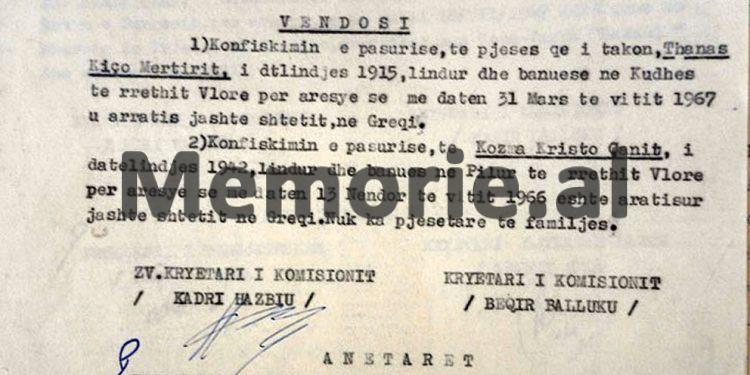 V E N D O S I
1)Konfiskimin e pasurise,te pjeses qe i takon,Thanas
Kiço Mertirit, i dtlindjes 1915,lindur dhe banuese ne Kudhes
te rrethit Vlore per aresye se me daten 31 Mars te vitit 1967
u arratis jashte shtetit,ne Greqi.
2)Konfiskimin e pasurise,te Kozma Kristo Ganit, i
datelindjes 1942,lindur dhe banues ne Pilur te rrethit Vlore
per aresye se me daten 13 Nendor te vitit 1966 eshte aratisur
jashte shtetit ne Greqi.Nuk ka pjesetare te familjes.
Memorie.al
ZV.KRYETARI I KOMISIONIT
/ KADRI HAZBIU /
KRYETARI I KOMISIONIT
/ BEQIR BALLUKU /
A N E T A R E T